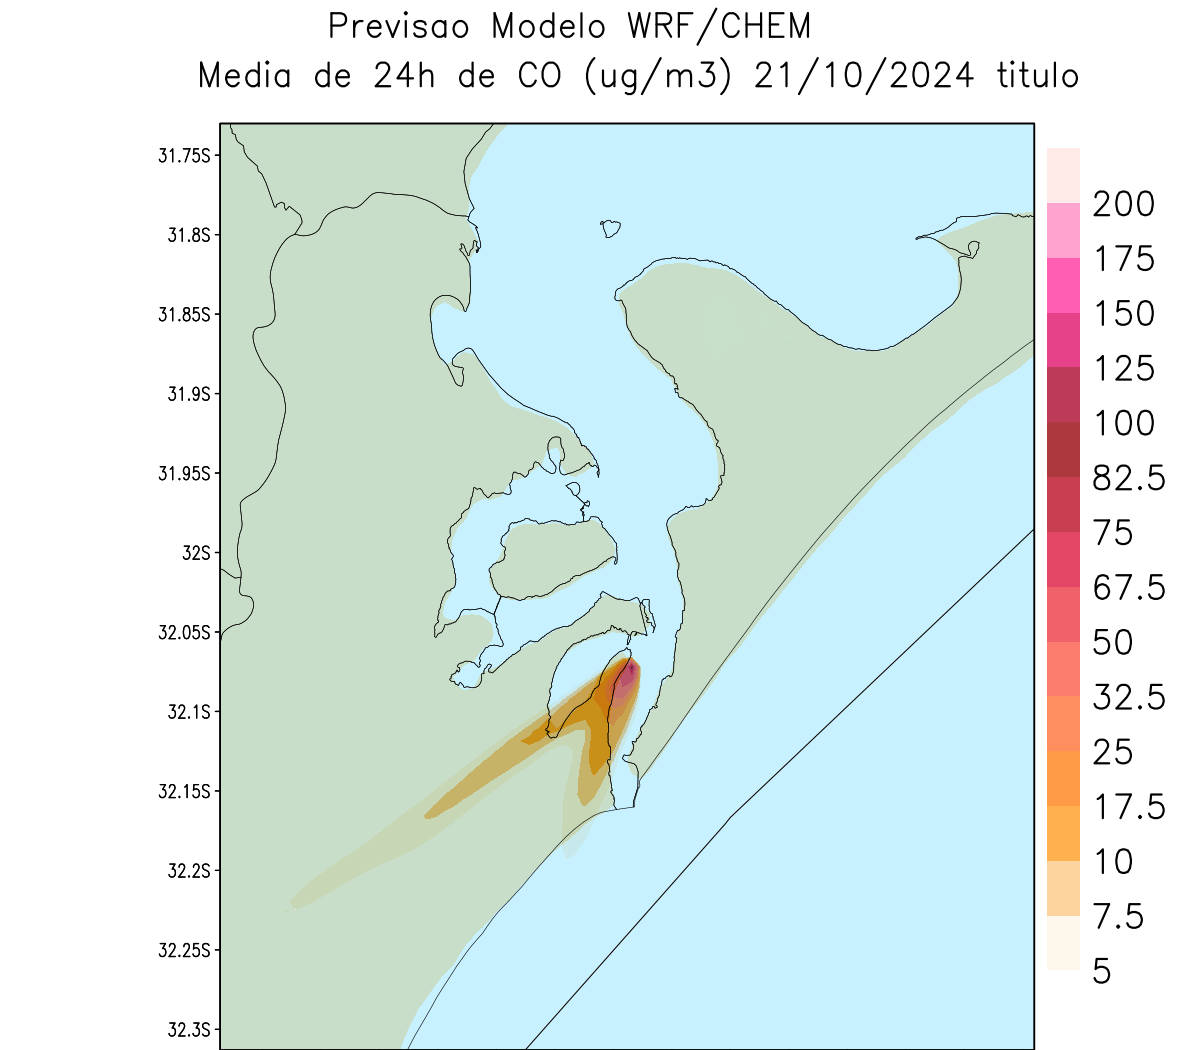 Previsao Modelo WRF/CHEM
Media de 24h de CO (ug/m3) 21/10/2024 titulo
31.75S
31.8S
31.85S
31.9S
31.95S
32S
32.05S
32.1S
32.15S
32.2S
32.25S
32.3S
200
175
150
125
100
82.5
75
67.5
50
32.5
25
17.5
10
7.5
5